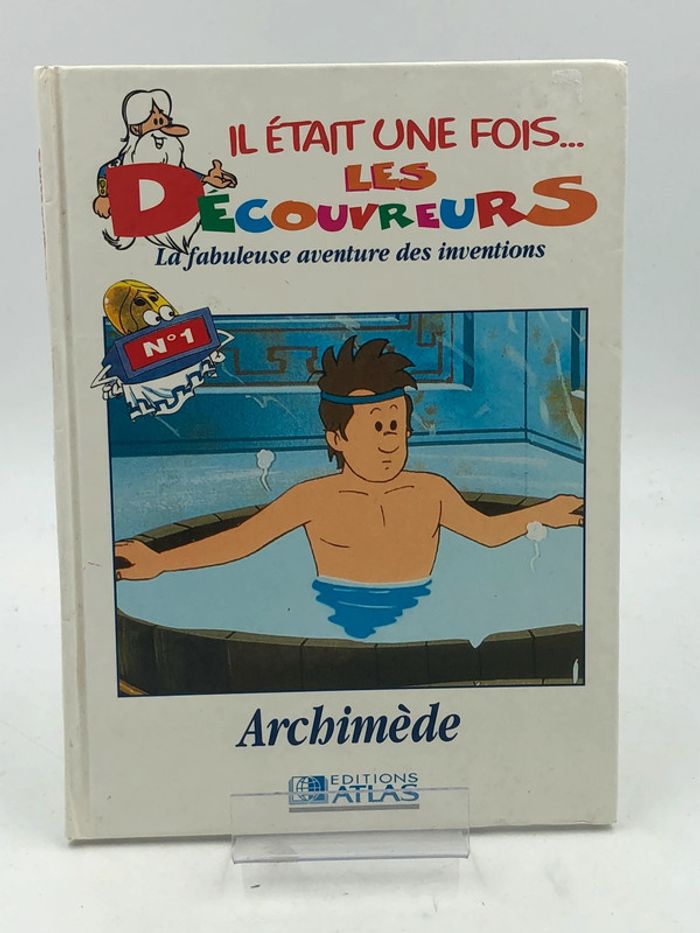 IL ÉTAIT UNE FOIS...
LES
DÉCOUVREURS
La fabuleuse aventure des inventions
N°1
Archimède
EDITIONS
ATLAS